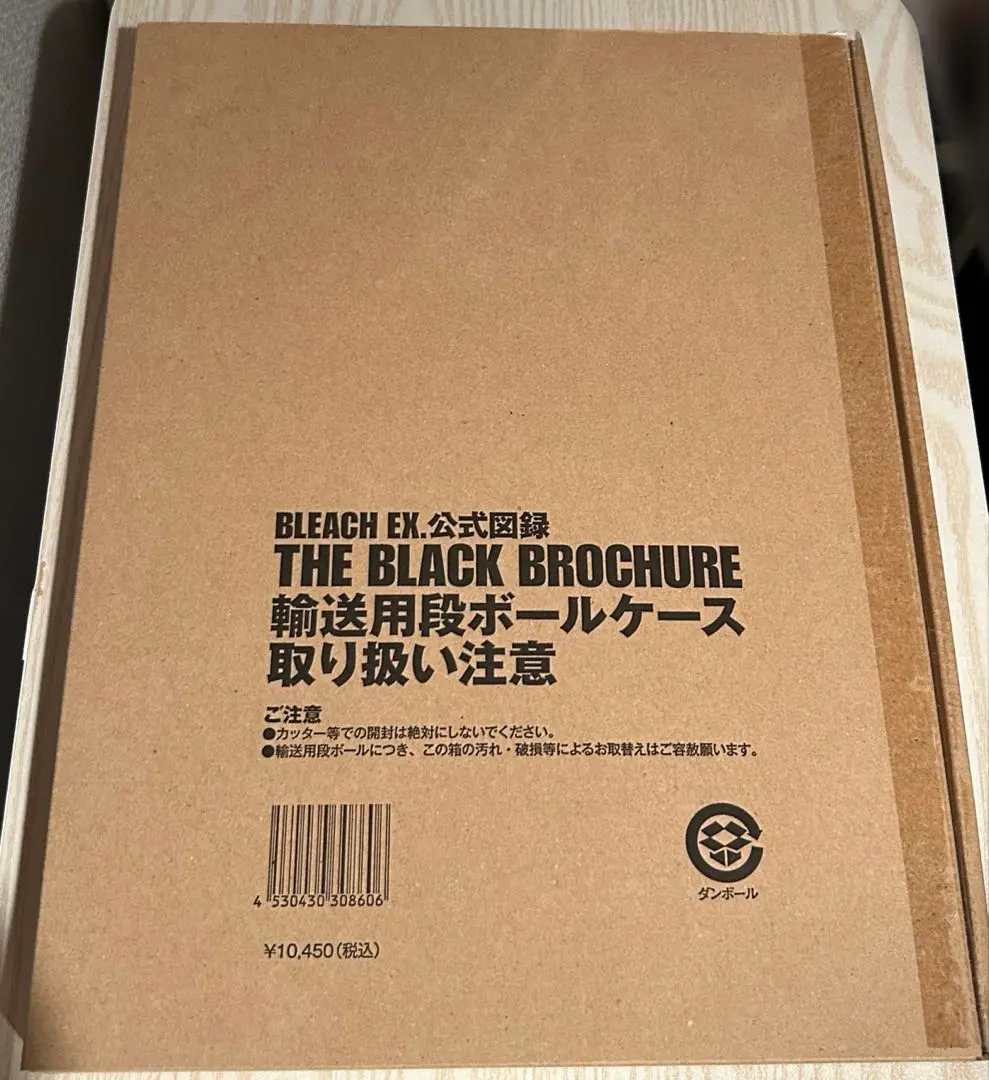 BLEACH EX.公式図録
THE BLACK BROCHURE
輸送用段ボールケース
取り扱い注意
ご注意
●カッター等での開封は絶対にしないでください。
●輸送用段ボールにつき、この箱の汚れ・破損等によるお取替えはご容赦願います。
4 530430 308606
ダンボール
¥10,450(税込)